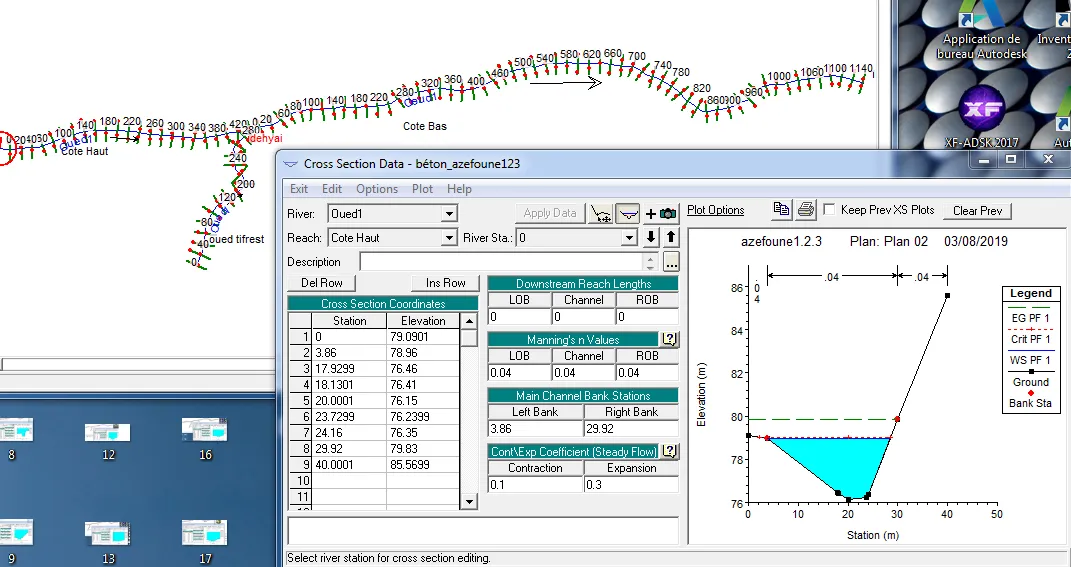 500 540 580 620 660 700 740 780 820 860 900 960 1000 1060 1100 1140
280 320 360 400 460
0 20 60 80 100 140 180 220
Oued1
Cote Bas
0 20 40 30 100 140 180 220 260 300 340 380 420
Oued1
Cote Haut
280
240
200
120
80
40
0
oued tifrest
Application de
bureau Autodesk
XF
XF-ADSK 2017
Cross Section Data - béton_azefoune123
Exit Edit Options Plot Help
River: Oued1 Apply Data
Reach: Cote Haut River Sta.: 0
Description ...
Plot Options Keep Prev XS Plots Clear Prev
Del Row Ins Row
Cross Section Coordinates
Station Elevation
1 0 79.0901
2 3.86 78.96
3 17.9299 76.46
4 18.1301 76.41
5 20.0001 76.15
6 23.7299 76.2399
7 24.16 76.35
8 29.92 79.83
9 40.0001 85.5699
10
11
Downstream Reach Lengths
LOB Channel ROB
0 0 0
Manning's n Values
LOB Channel ROB
0.04 0.04 0.04
Main Channel Bank Stations
Left Bank Right Bank
3.86 29.92
Cont\Exp Coefficient (Steady Flow)
Contraction Expansion
0.1 0.3
Select river station for cross section editing.
azefoune1.2.3 Plan: Plan 02 03/08/2019
.04 .04 .04
86
84
82
80
78
76
Elevation (m)
0 10 20 30 40 50
Station (m)
Legend
EG PF 1
Crit PF 1
WS PF 1
Ground
Bank Sta
8 12 16
9 13 17